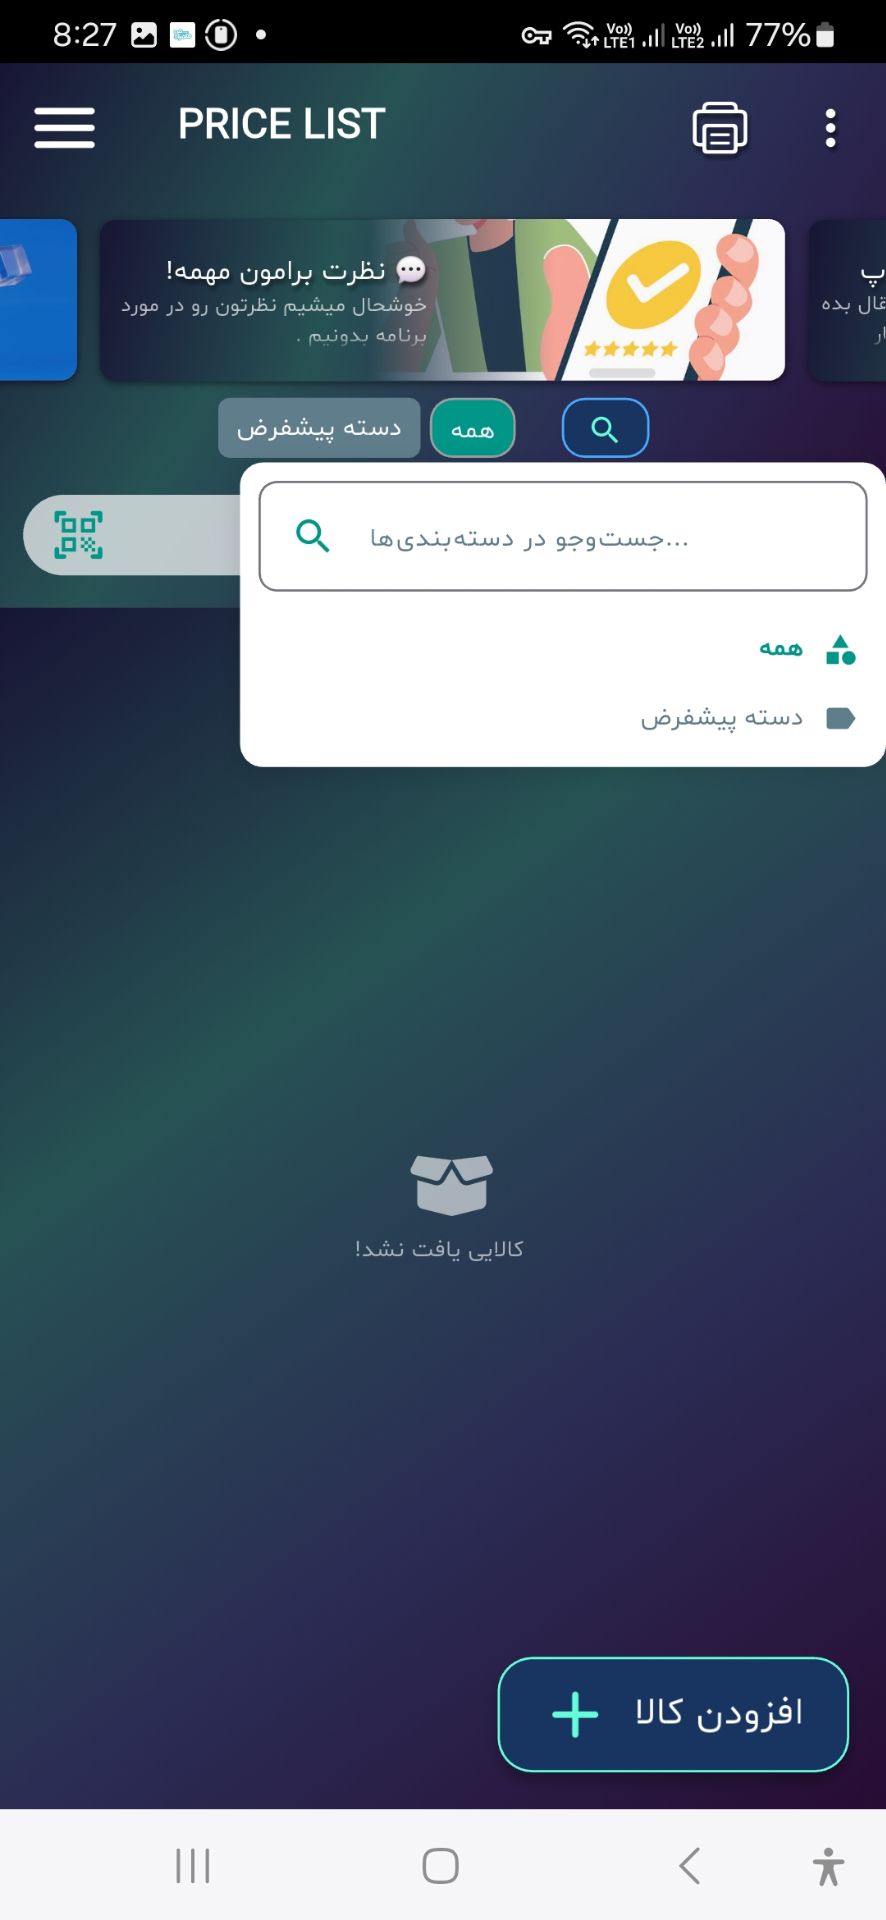 8:27
Vo)) LTE1 Vo)) LTE2 77%
PRICE LIST
نظرت برامون مهمه!
خوشحال میشیم نظرتون رو در مورد
برنامه بدونیم .
پ
بده
ار
همه
دسته پیشفرض
جست‌وجو در دسته‌بندی‌ها...
همه
دسته پیشفرض
کالایی یافت نشد!
افزودن کالا